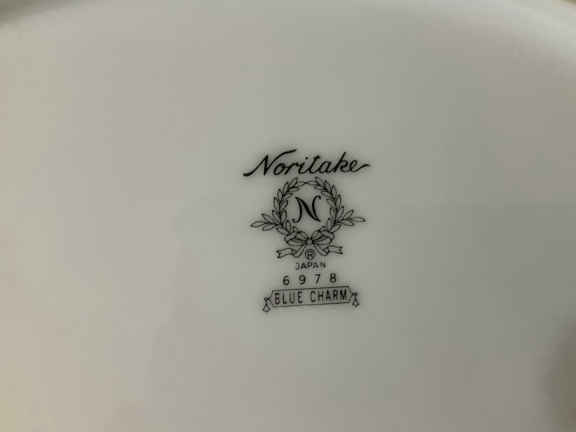 Noritake
N
®
JAPAN
6978
BLUE CHARM